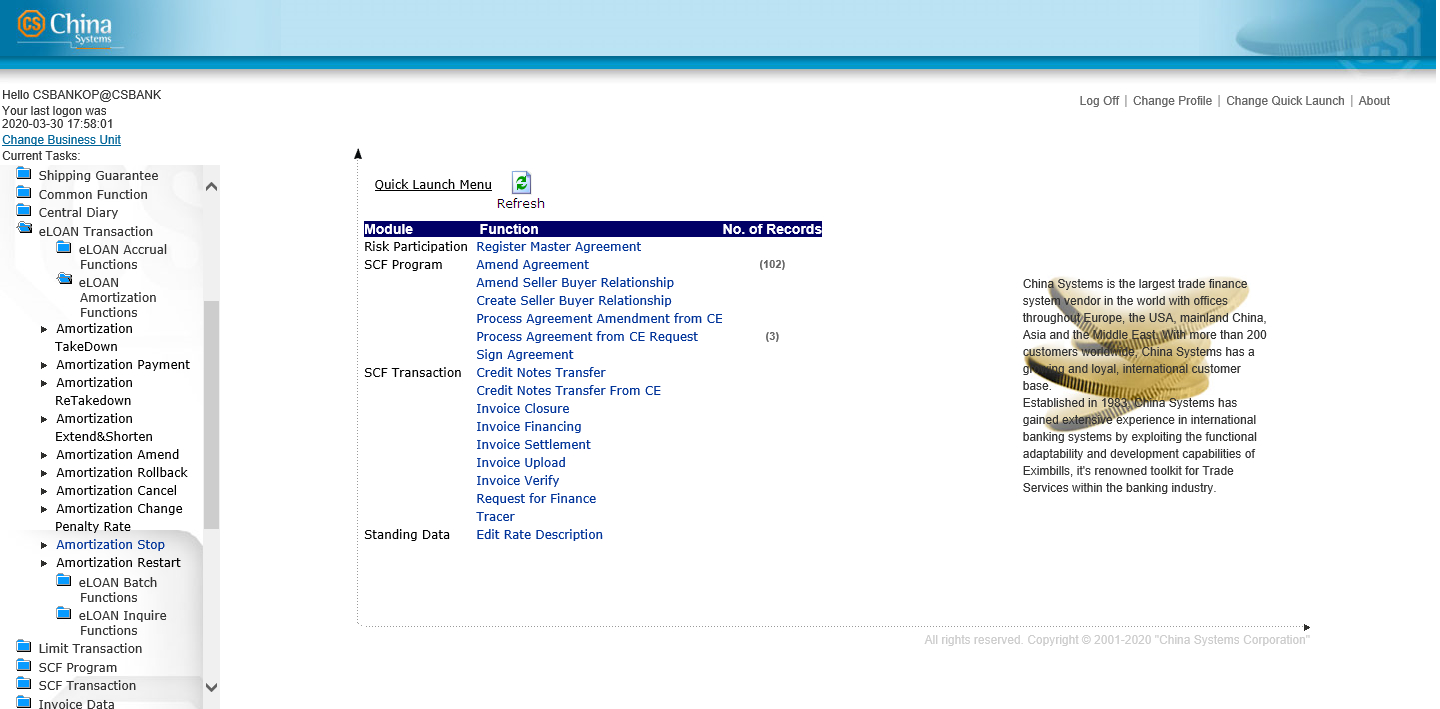 CS China
Systems
CS
Hello CSBANKOP@CSBANK
Your last logon was
2020-03-30 17:58:01
Change Business Unit
Current Tasks:
Log Off | Change Profile | Change Quick Launch | About
Shipping Guarantee
Common Function
Central Diary
eLOAN Transaction
eLOAN Accrual
Functions
eLOAN
Amortization
Functions
Amortization
TakeDown
Amortization Payment
Amortization
ReTakedown
Amortization
Extend&Shorten
Amortization Amend
Amortization Rollback
Amortization Cancel
Amortization Change
Penalty Rate
Amortization Stop
Amortization Restart
eLOAN Batch
Functions
eLOAN Inquire
Functions
Limit Transaction
SCF Program
SCF Transaction
Invoice Data
Quick Launch Menu
Refresh
Module Function No. of Records
Risk Participation Register Master Agreement
SCF Program Amend Agreement (102)
Amend Seller Buyer Relationship
Create Seller Buyer Relationship
Process Agreement Amendment from CE
Process Agreement from CE Request (3)
Sign Agreement
SCF Transaction Credit Notes Transfer
Credit Notes Transfer From CE
Invoice Closure
Invoice Financing
Invoice Settlement
Invoice Upload
Invoice Verify
Request for Finance
Tracer
Standing Data Edit Rate Description
China Systems is the largest trade finance
system vendor in the world with offices
throughout Europe, the USA, mainland China,
Asia and the Middle East. With more than 200
customers worldwide, China Systems has a
growing and loyal, international customer
base.
Established in 1983, China Systems has
gained extensive experience in international
banking systems by exploiting the functional
adaptability and development capabilities of
Eximbills, it's renowned toolkit for Trade
Services within the banking industry.
All rights reserved. Copyright © 2001-2020 "China Systems Corporation"